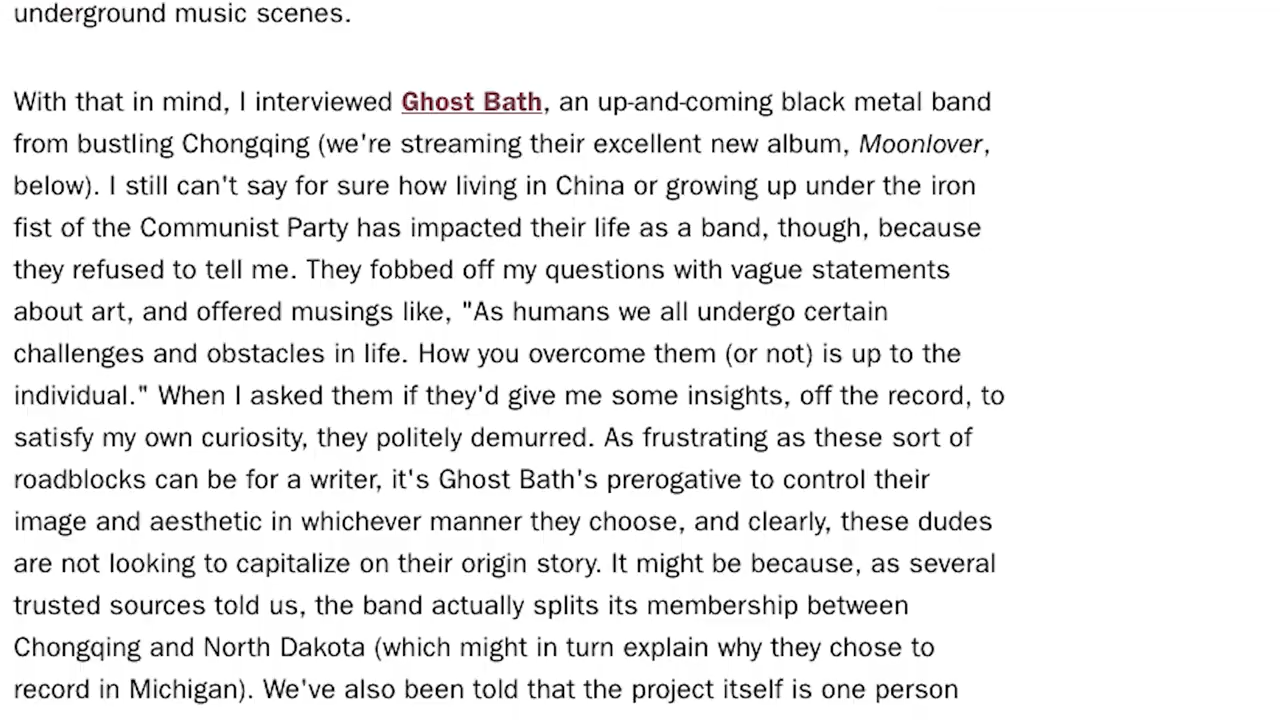 underground music scenes.
With that in mind, I interviewed Ghost Bath, an up-and-coming black metal band
from bustling Chongqing (we're streaming their excellent new album, Moonlover,
below). I still can't say for sure how living in China or growing up under the iron
fist of the Communist Party has impacted their life as a band, though, because
they refused to tell me. They fobbed off my questions with vague statements
about art, and offered musings like, "As humans we all undergo certain
challenges and obstacles in life. How you overcome them (or not) is up to the
individual." When I asked them if they'd give me some insights, off the record, to
satisfy my own curiosity, they politely demurred. As frustrating as these sort of
roadblocks can be for a writer, it's Ghost Bath's prerogative to control their
image and aesthetic in whichever manner they choose, and clearly, these dudes
are not looking to capitalize on their origin story. It might be because, as several
trusted sources told us, the band actually splits its membership between
Chongqing and North Dakota (which might in turn explain why they chose to
record in Michigan). We've also been told that the project itself is one person